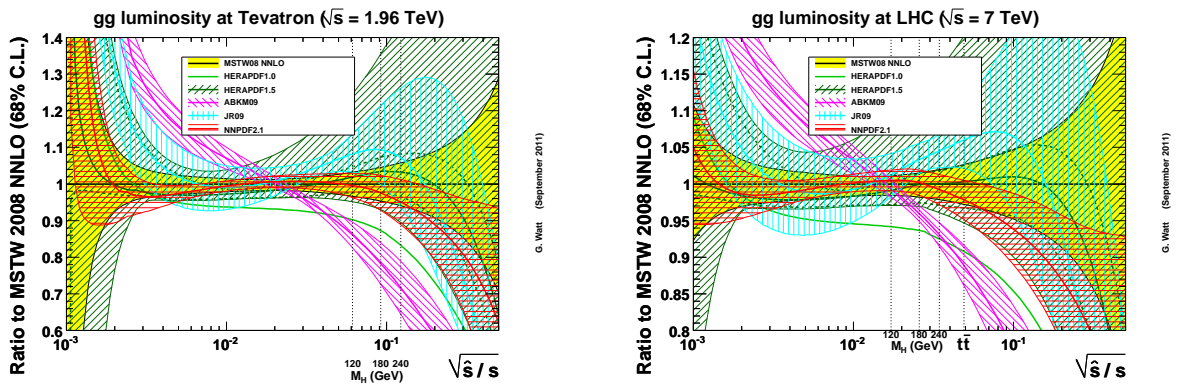 gg luminosity at Tevatron (√s = 1.96 TeV)
Ratio to MSTW 2008 NNLO (68% C.L.)
1.4
1.3
1.2
1.1
1
0.9
0.8
0.7
0.6
MSTW08 NNLO
HERAPDF1.0
HERAPDF1.5
ABKM09
JR09
NNPDF2.1
G. Watt (September 2011)
10⁻³
10⁻²
10⁻¹
120 180 240
M_H (GeV)
√ŝ / s
gg luminosity at LHC (√s = 7 TeV)
Ratio to MSTW 2008 NNLO (68% C.L.)
1.2
1.15
1.1
1.05
1
0.95
0.9
0.85
0.8
MSTW08 NNLO
HERAPDF1.0
HERAPDF1.5
ABKM09
JR09
NNPDF2.1
G. Watt (September 2011)
10⁻³
10⁻²
10⁻¹
120 180 240
M_H (GeV) tt̄
√ŝ / s